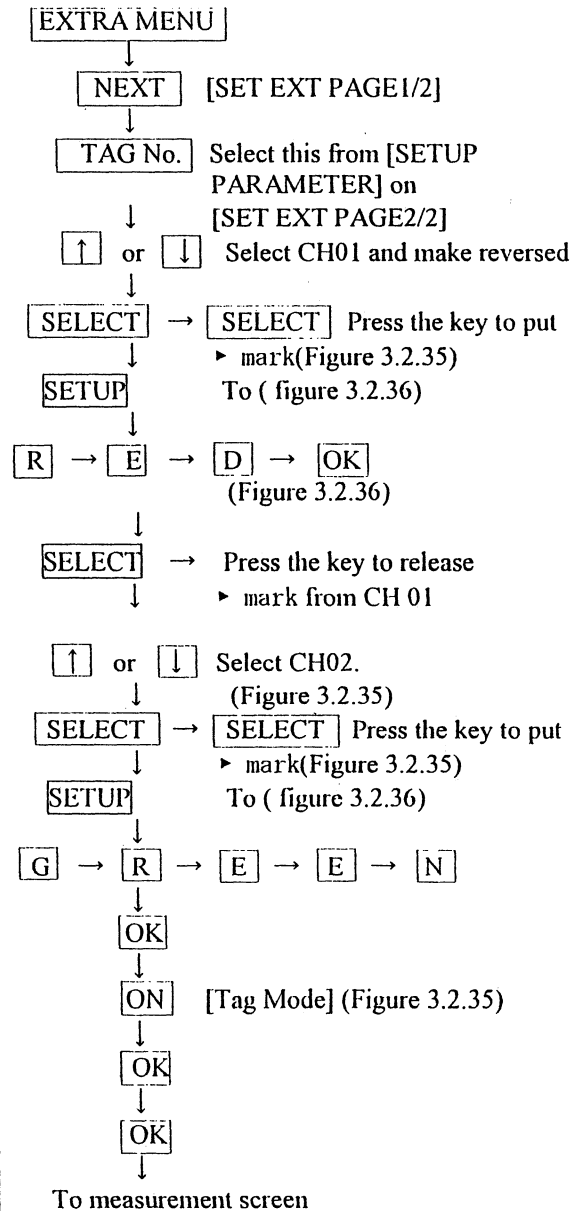 EXTRA MENU
↓
NEXT [SET EXT PAGE1/2]
↓
TAG No. Select this from [SETUP
PARAMETER] on
↓ [SET EXT PAGE2/2]
↑ or ↓ Select CH01 and make reversed
↓
SELECT → SELECT Press the key to put
↓ ► mark(Figure 3.2.35)
SETUP To ( figure 3.2.36)
↓
R → E → D → OK
(Figure 3.2.36)
↓
SELECT → Press the key to release
↓ ► mark from CH 01
↑ or ↓ Select CH02.
↓ (Figure 3.2.35)
SELECT → SELECT Press the key to put
↓ ► mark(Figure 3.2.35)
SETUP To ( figure 3.2.36)
↓
G → R → E → E → N
↓
OK
↓
ON [Tag Mode] (Figure 3.2.35)
↓
OK
↓
OK
↓
To measurement screen